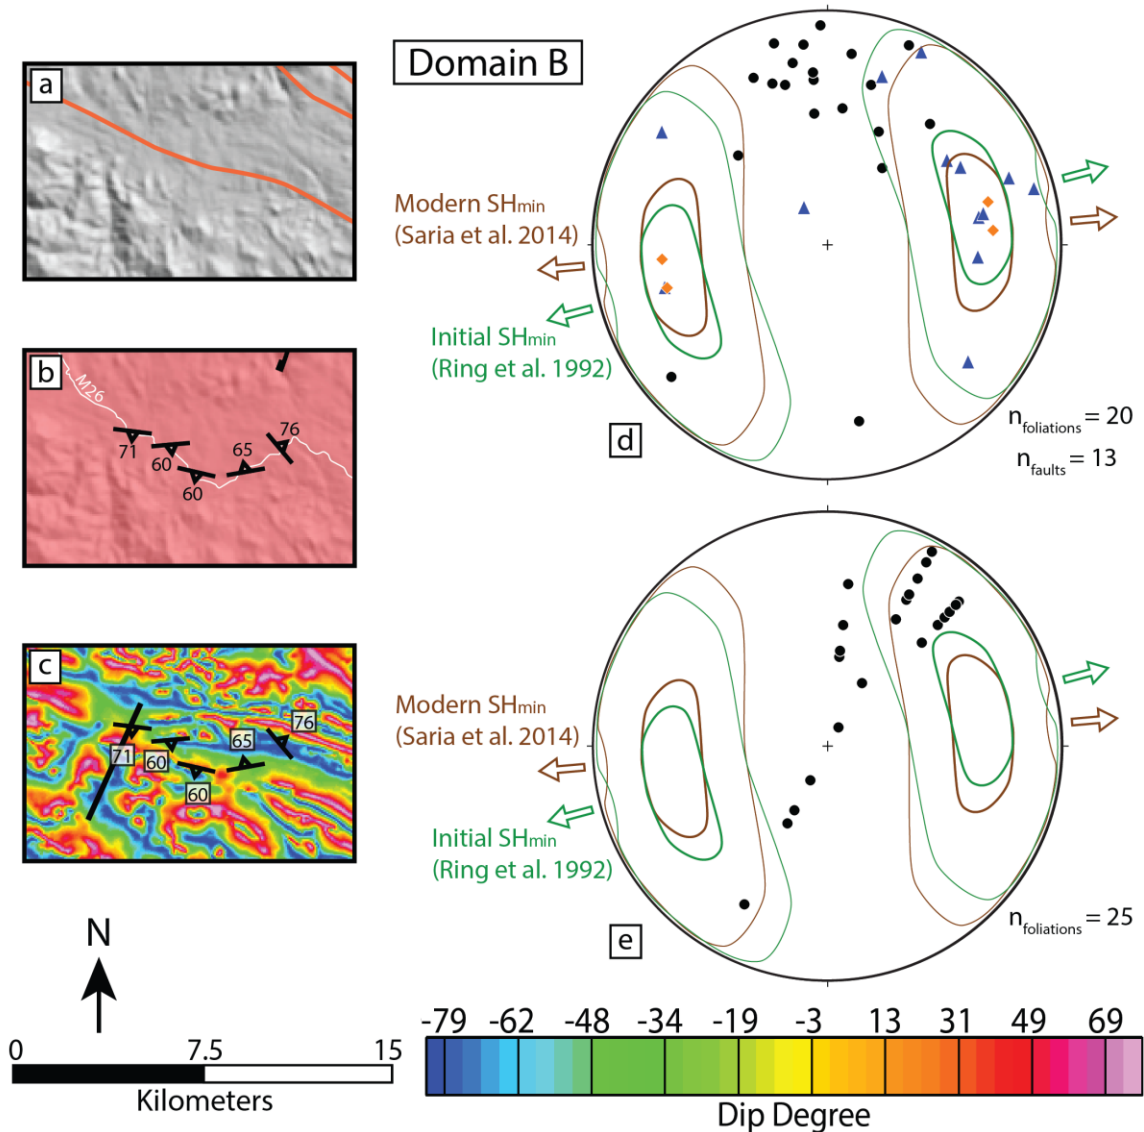 a
Domain B
b
M26
71
60
60
65
76
c
71
60
60
65
76
N
0 7.5 15
Kilometers
Modern SHmin
(Saria et al. 2014)
Initial SHmin
(Ring et al. 1992)
d
nfoliations = 20
nfaults = 13
Modern SHmin
(Saria et al. 2014)
Initial SHmin
(Ring et al. 1992)
e
nfoliations = 25
-79 -62 -48 -34 -19 -3 13 31 49 69
Dip Degree